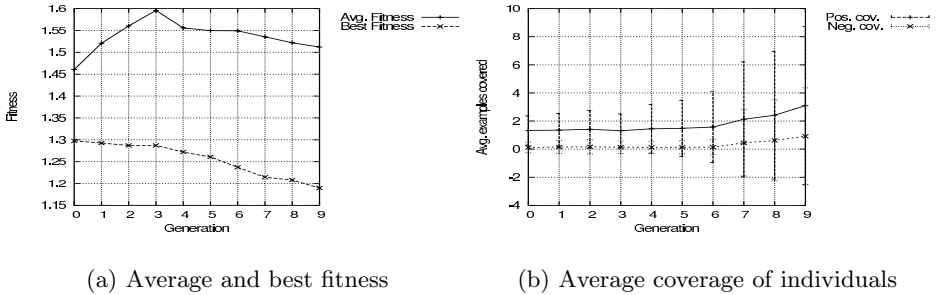 1.6
1.55
1.5
1.45
1.4
1.35
1.3
1.25
1.2
1.15
Fitness
0 1 2 3 4 5 6 7 8 9
Generation
Avg. Fitness
Best Fitness
(a) Average and best fitness
10
8
6
4
2
0
-2
-4
Avg. examples covered
0 1 2 3 4 5 6 7 8 9
Generation
Pos. cov.
Neg. cov.
(b) Average coverage of individuals